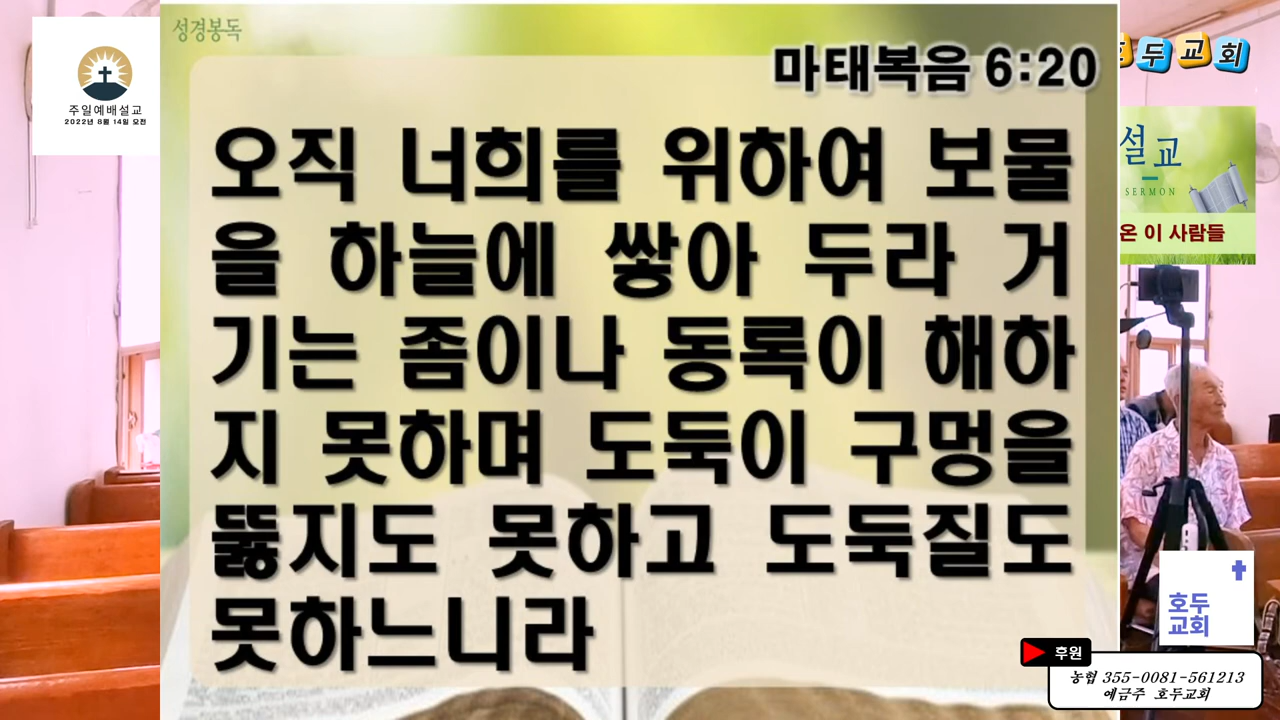 성경봉독
마태복음 6:20
오직 너희를 위하여 보물
을 하늘에 쌓아 두라 거
기는 좀이나 동록이 해하
지 못하며 도둑이 구멍을
뚫지도 못하고 도둑질도
못하느니라
주일예배설교
2022년 8월 14일 오전
호두교회
설교
SERMON
온 이 사람들
호두
교회
후원
농협 355-0081-561213
예금주 호두교회